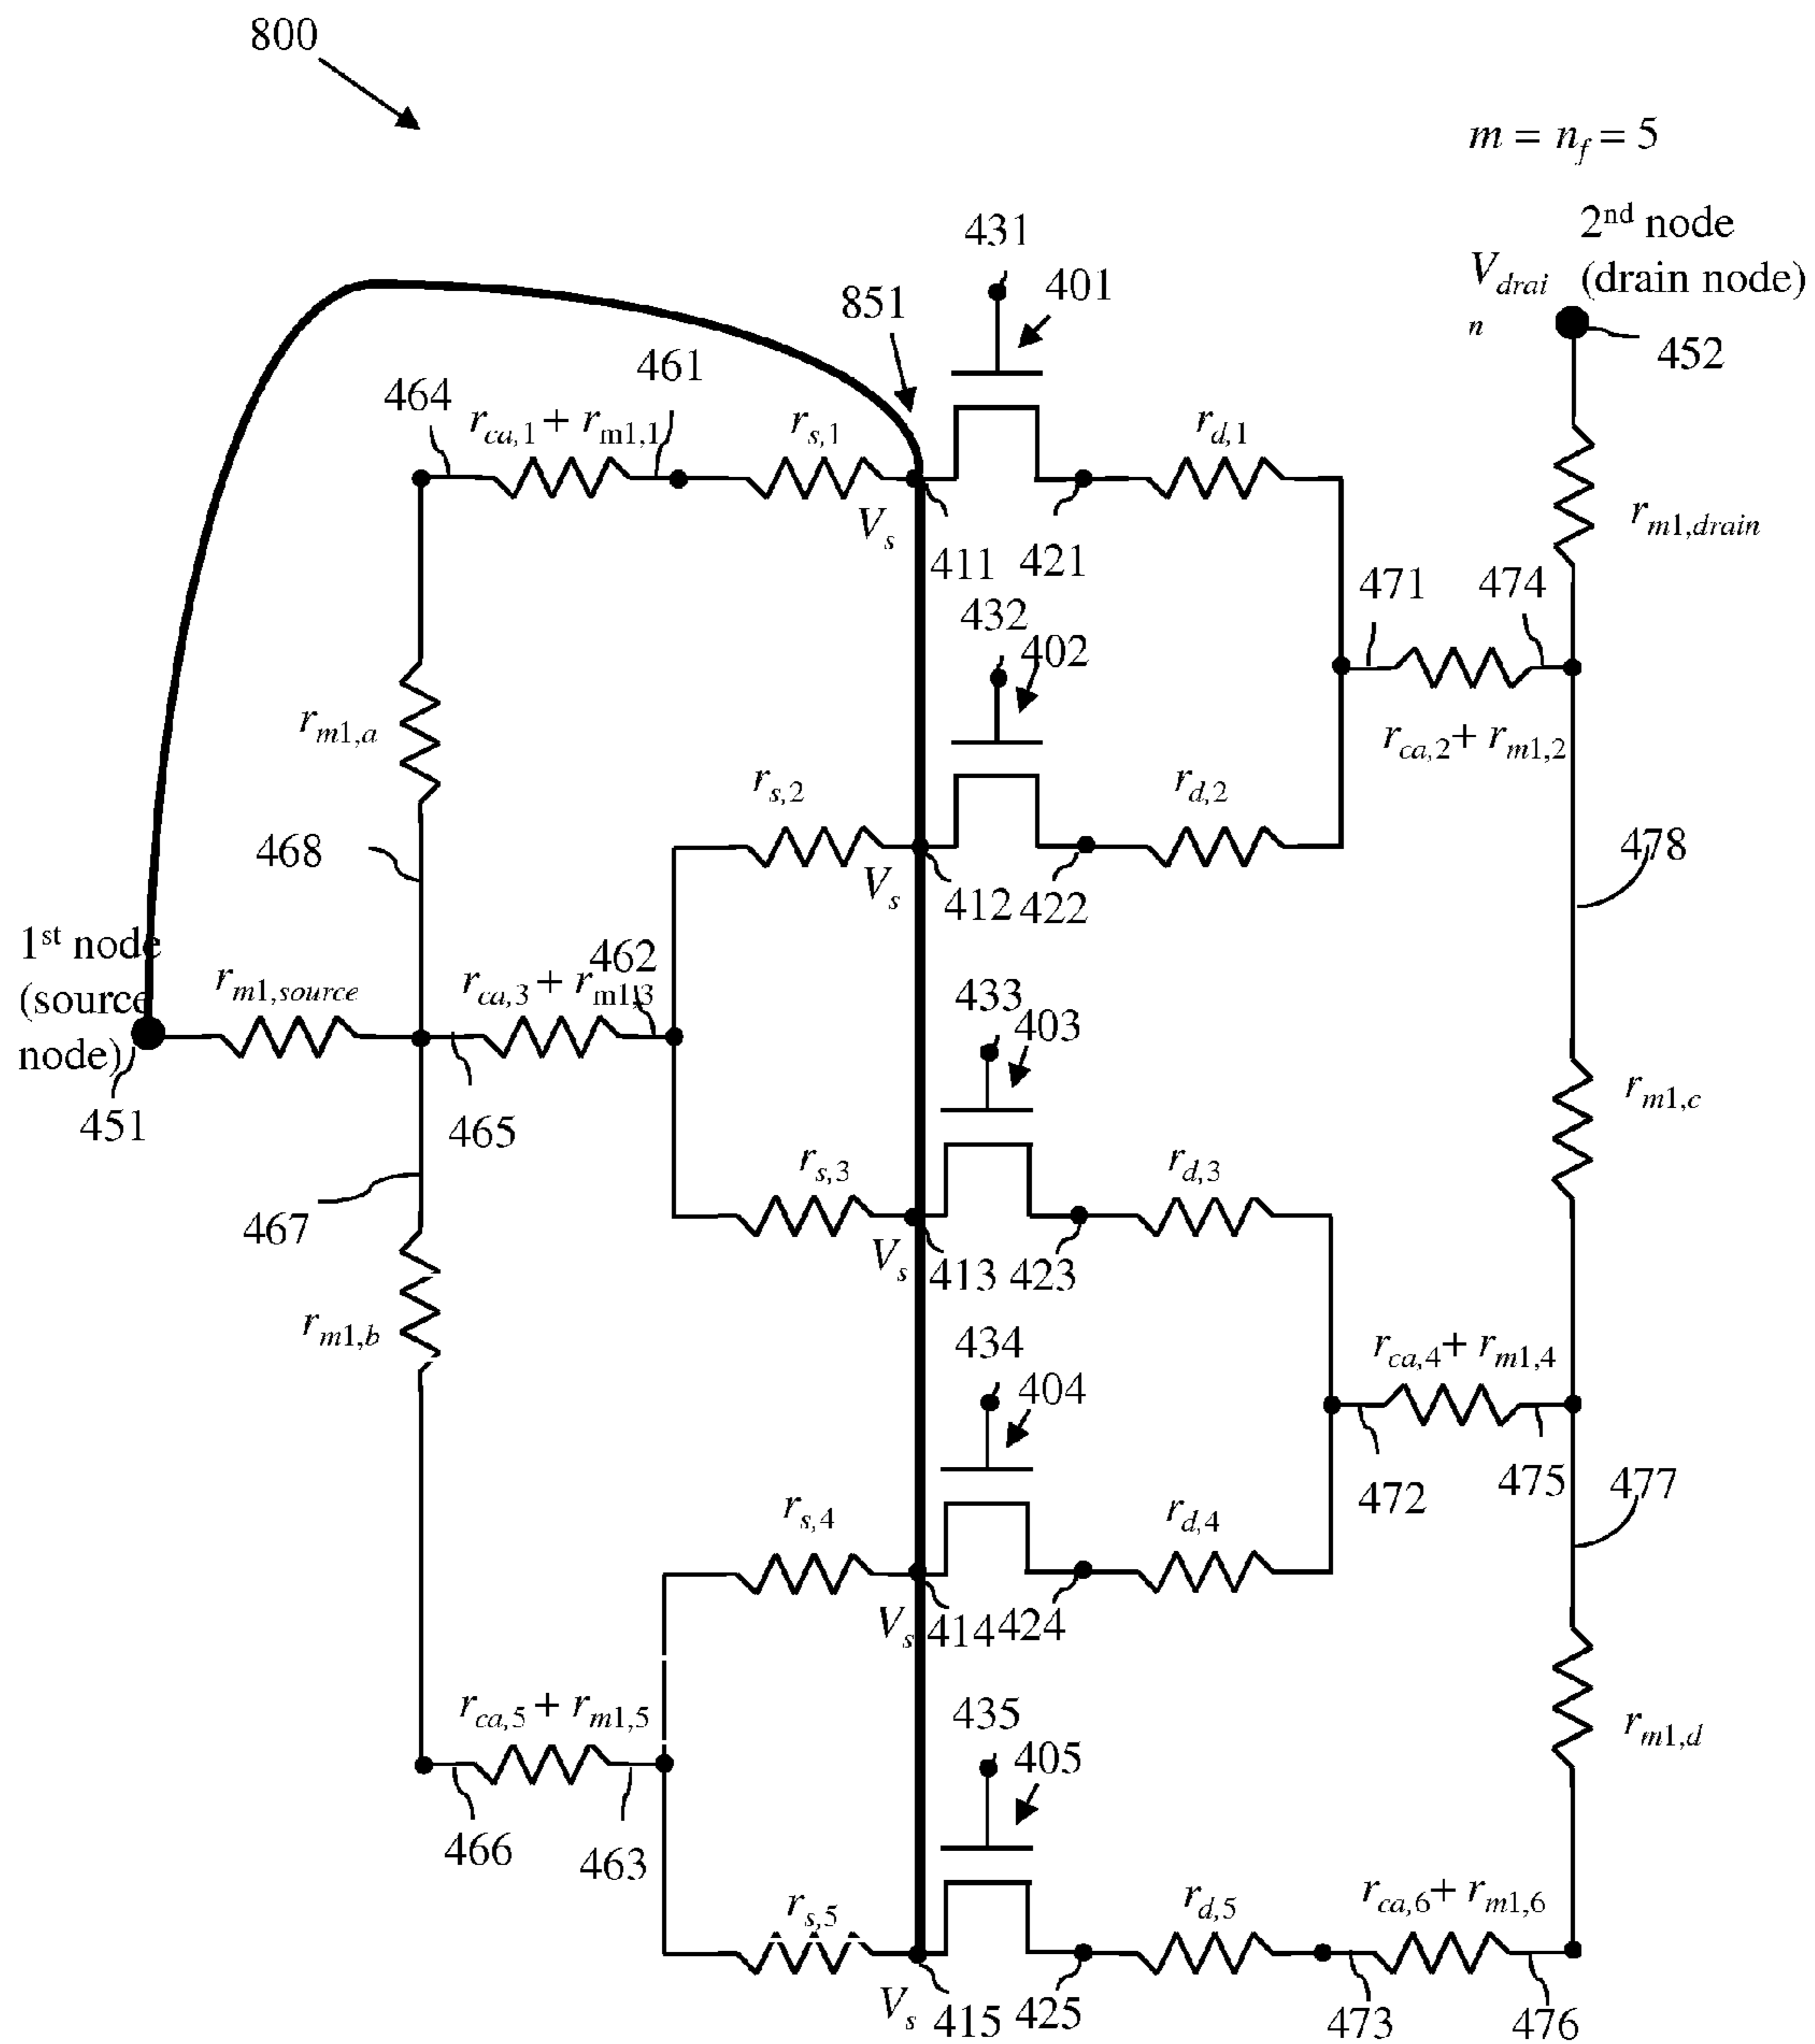 800
m = n_f = 5
2nd node
(drain node)
V_drai
n
452
431
401
851
461
464
r_ca,1 + r_m1,1
r_s,1
r_d,1
r_m1,drain
V_s
411
421
471
474
432
402
r_m1,a
r_ca,2 + r_m1,2
r_s,2
r_d,2
468
478
V_s
412
422
1st node
(source
node)
451
r_m1,source
r_ca,3 + r_m1,3
462
433
403
465
r_m1,c
467
r_s,3
r_d,3
V_s
413
423
r_m1,b
434
404
r_ca,4 + r_m1,4
472
475
477
r_s,4
r_d,4
V_s
414
424
r_ca,5 + r_m1,5
435
405
r_m1,d
466
463
r_s,5
r_d,5
r_ca,6 + r_m1,6
V_s
415
425
473
476